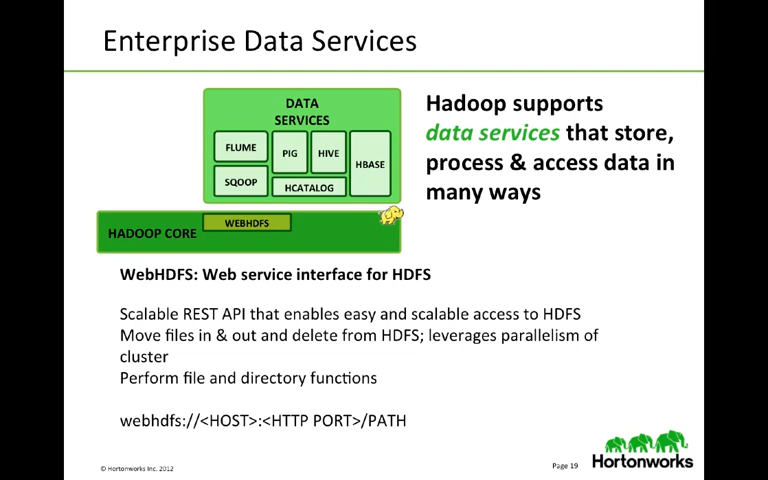 Enterprise Data Services
DATA
SERVICES
FLUME
PIG
HIVE
HBASE
SQOOP
HCATALOG
WEBHDFS
HADOOP CORE
Hadoop supports
data services that store,
process & access data in
many ways
WebHDFS: Web service interface for HDFS
Scalable REST API that enables easy and scalable access to HDFS
Move files in & out and delete from HDFS; leverages parallelism of
cluster
Perform file and directory functions
webhdfs://<HOST>:<HTTP PORT>/PATH
© Hortonworks Inc. 2012
Page 19
Hortonworks